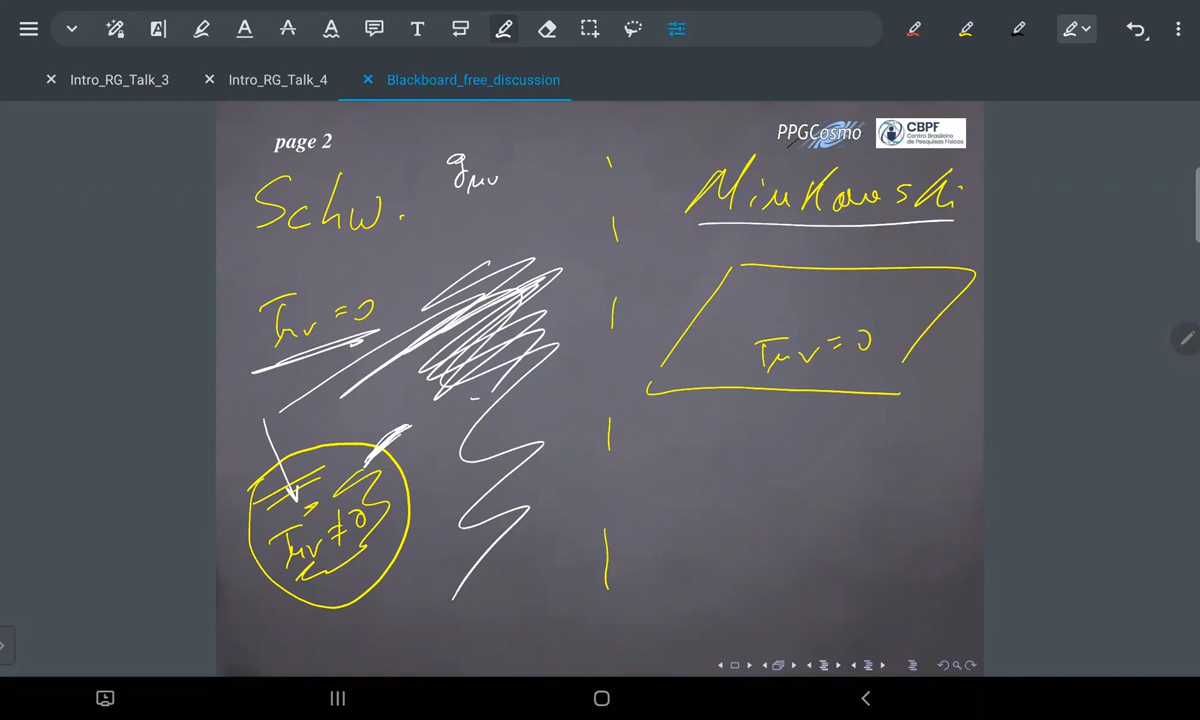 Intro_RG_Talk_3
Intro_RG_Talk_4
Blackboard_free_discussion
page 2
PPGCosmo
CBPF
Centro Brasileiro
de Pesquisas Físicas
Schw.
gμν
Minkowski
Tμν = 0
Tμν ≠ 0
Tμν = 0